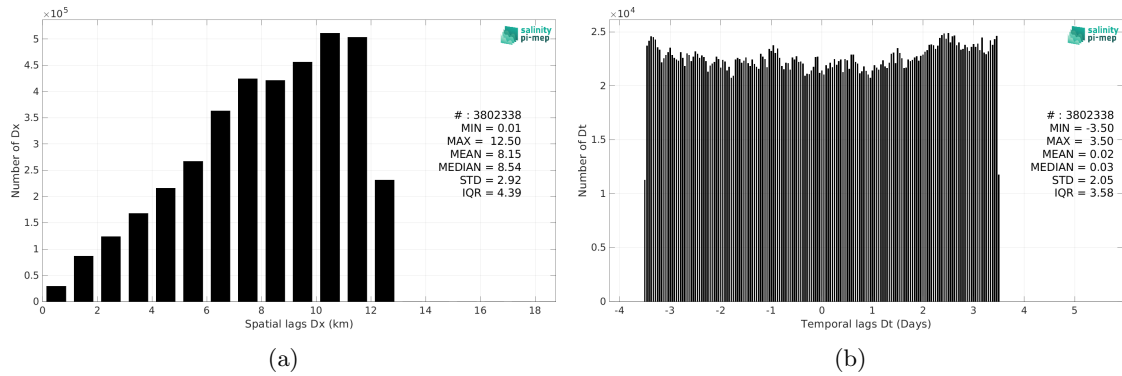 ×10⁵
5
4.5
4
3.5
3
2.5
2
1.5
1
0.5
0
Number of Dx
0 2 4 6 8 10 12 14 16 18
Spatial lags Dx (km)
salinity
pi-mep
# : 3802338
MIN = 0.01
MAX = 12.50
MEAN = 8.15
MEDIAN = 8.54
STD = 2.92
IQR = 4.39
(a)
×10⁴
2.5
2
1.5
1
0.5
0
Number of Dt
-4 -3 -2 -1 0 1 2 3 4 5
Temporal lags Dt (Days)
salinity
pi-mep
# : 3802338
MIN = -3.50
MAX = 3.50
MEAN = 0.02
MEDIAN = 0.03
STD = 2.05
IQR = 3.58
(b)